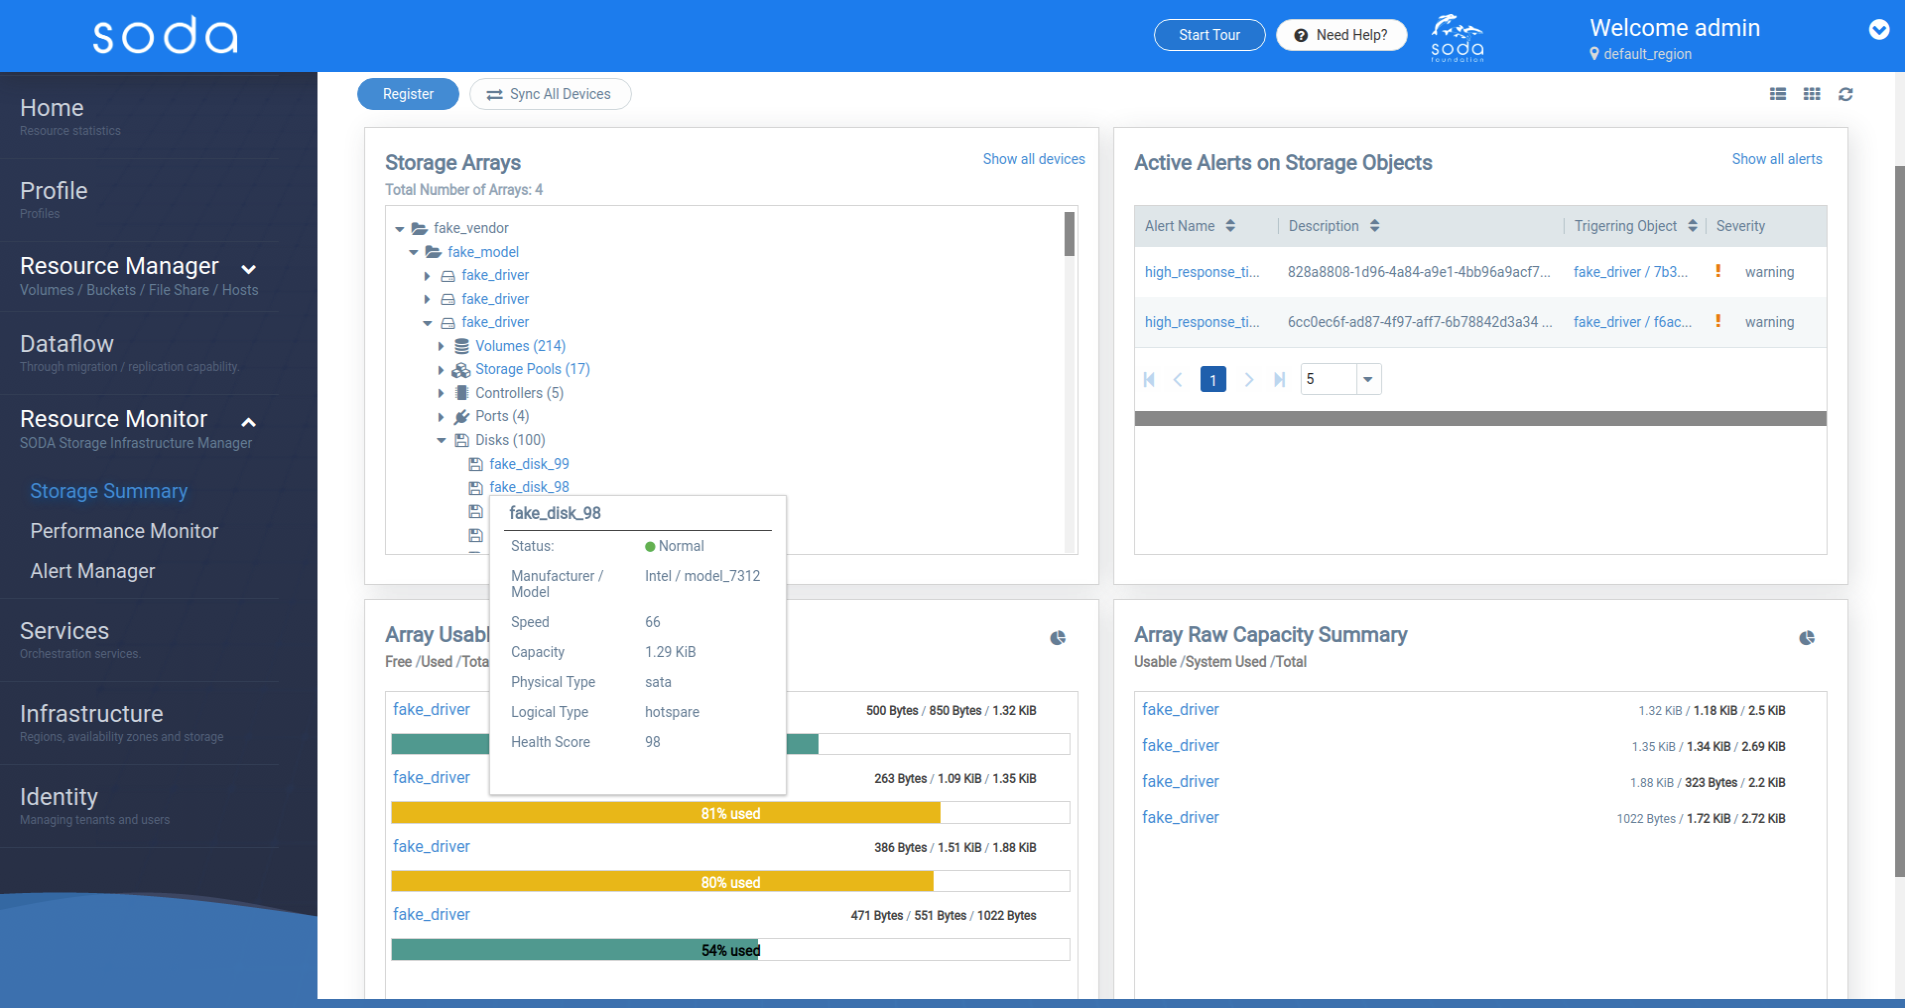 soda
Start Tour
Need Help?
soda
foundation
Welcome admin
default_region
Home
Resource statistics
Profile
Profiles
Resource Manager
Volumes / Buckets / File Share / Hosts
Dataflow
Through migration / replication capability.
Resource Monitor
SODA Storage Infrastructure Manager
Storage Summary
Performance Monitor
Alert Manager
Services
Orchestration services.
Infrastructure
Regions, availability zones and storage
Identity
Managing tenants and users
Register
Sync All Devices
Storage Arrays
Show all devices
Total Number of Arrays: 4
fake_vendor
fake_model
fake_driver
fake_driver
fake_driver
Volumes (214)
Storage Pools (17)
Controllers (5)
Ports (4)
Disks (100)
fake_disk_99
fake_disk_98
fake_disk_98
Status: Normal
Manufacturer / Intel / model_7312
Model
Speed 66
Capacity 1.29 KiB
Physical Type sata
Logical Type hotspare
Health Score 98
Active Alerts on Storage Objects
Show all alerts
Alert Name Description Trigerring Object Severity
high_response_ti... 828a8808-1d96-4a84-a9e1-4bb96a9acf7... fake_driver / 7b3... warning
high_response_ti... 6cc0ec6f-ad87-4f97-aff7-6b78842d3a34 ... fake_driver / f6ac... warning
1
5
Array Usabl
Free /Used /Tota
fake_driver 500 Bytes / 850 Bytes / 1.32 KiB
fake_driver 263 Bytes / 1.09 KiB / 1.35 KiB
81% used
fake_driver 386 Bytes / 1.51 KiB / 1.88 KiB
80% used
fake_driver 471 Bytes / 551 Bytes / 1022 Bytes
54% used
Array Raw Capacity Summary
Usable /System Used /Total
fake_driver 1.32 KiB / 1.18 KiB / 2.5 KiB
fake_driver 1.35 KiB / 1.34 KiB / 2.69 KiB
fake_driver 1.88 KiB / 323 Bytes / 2.2 KiB
fake_driver 1022 Bytes / 1.72 KiB / 2.72 KiB